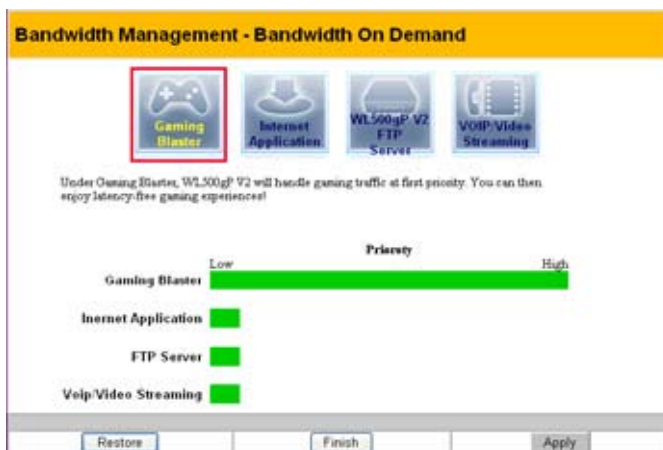 Bandwidth Management - Bandwidth On Demand
Gaming
Blaster
Internet
Application
WL500gP V2
FTP
Server
VOIP/Video
Streaming
Under Gaming Blaster, WL500gP V2 will handle gaming traffic at first priority. You can then
enjoy latency-free gaming experiences!
Priority
Low High
Gaming Blaster
Inernet Application
FTP Server
Voip/Video Streaming
Restore Finish Apply